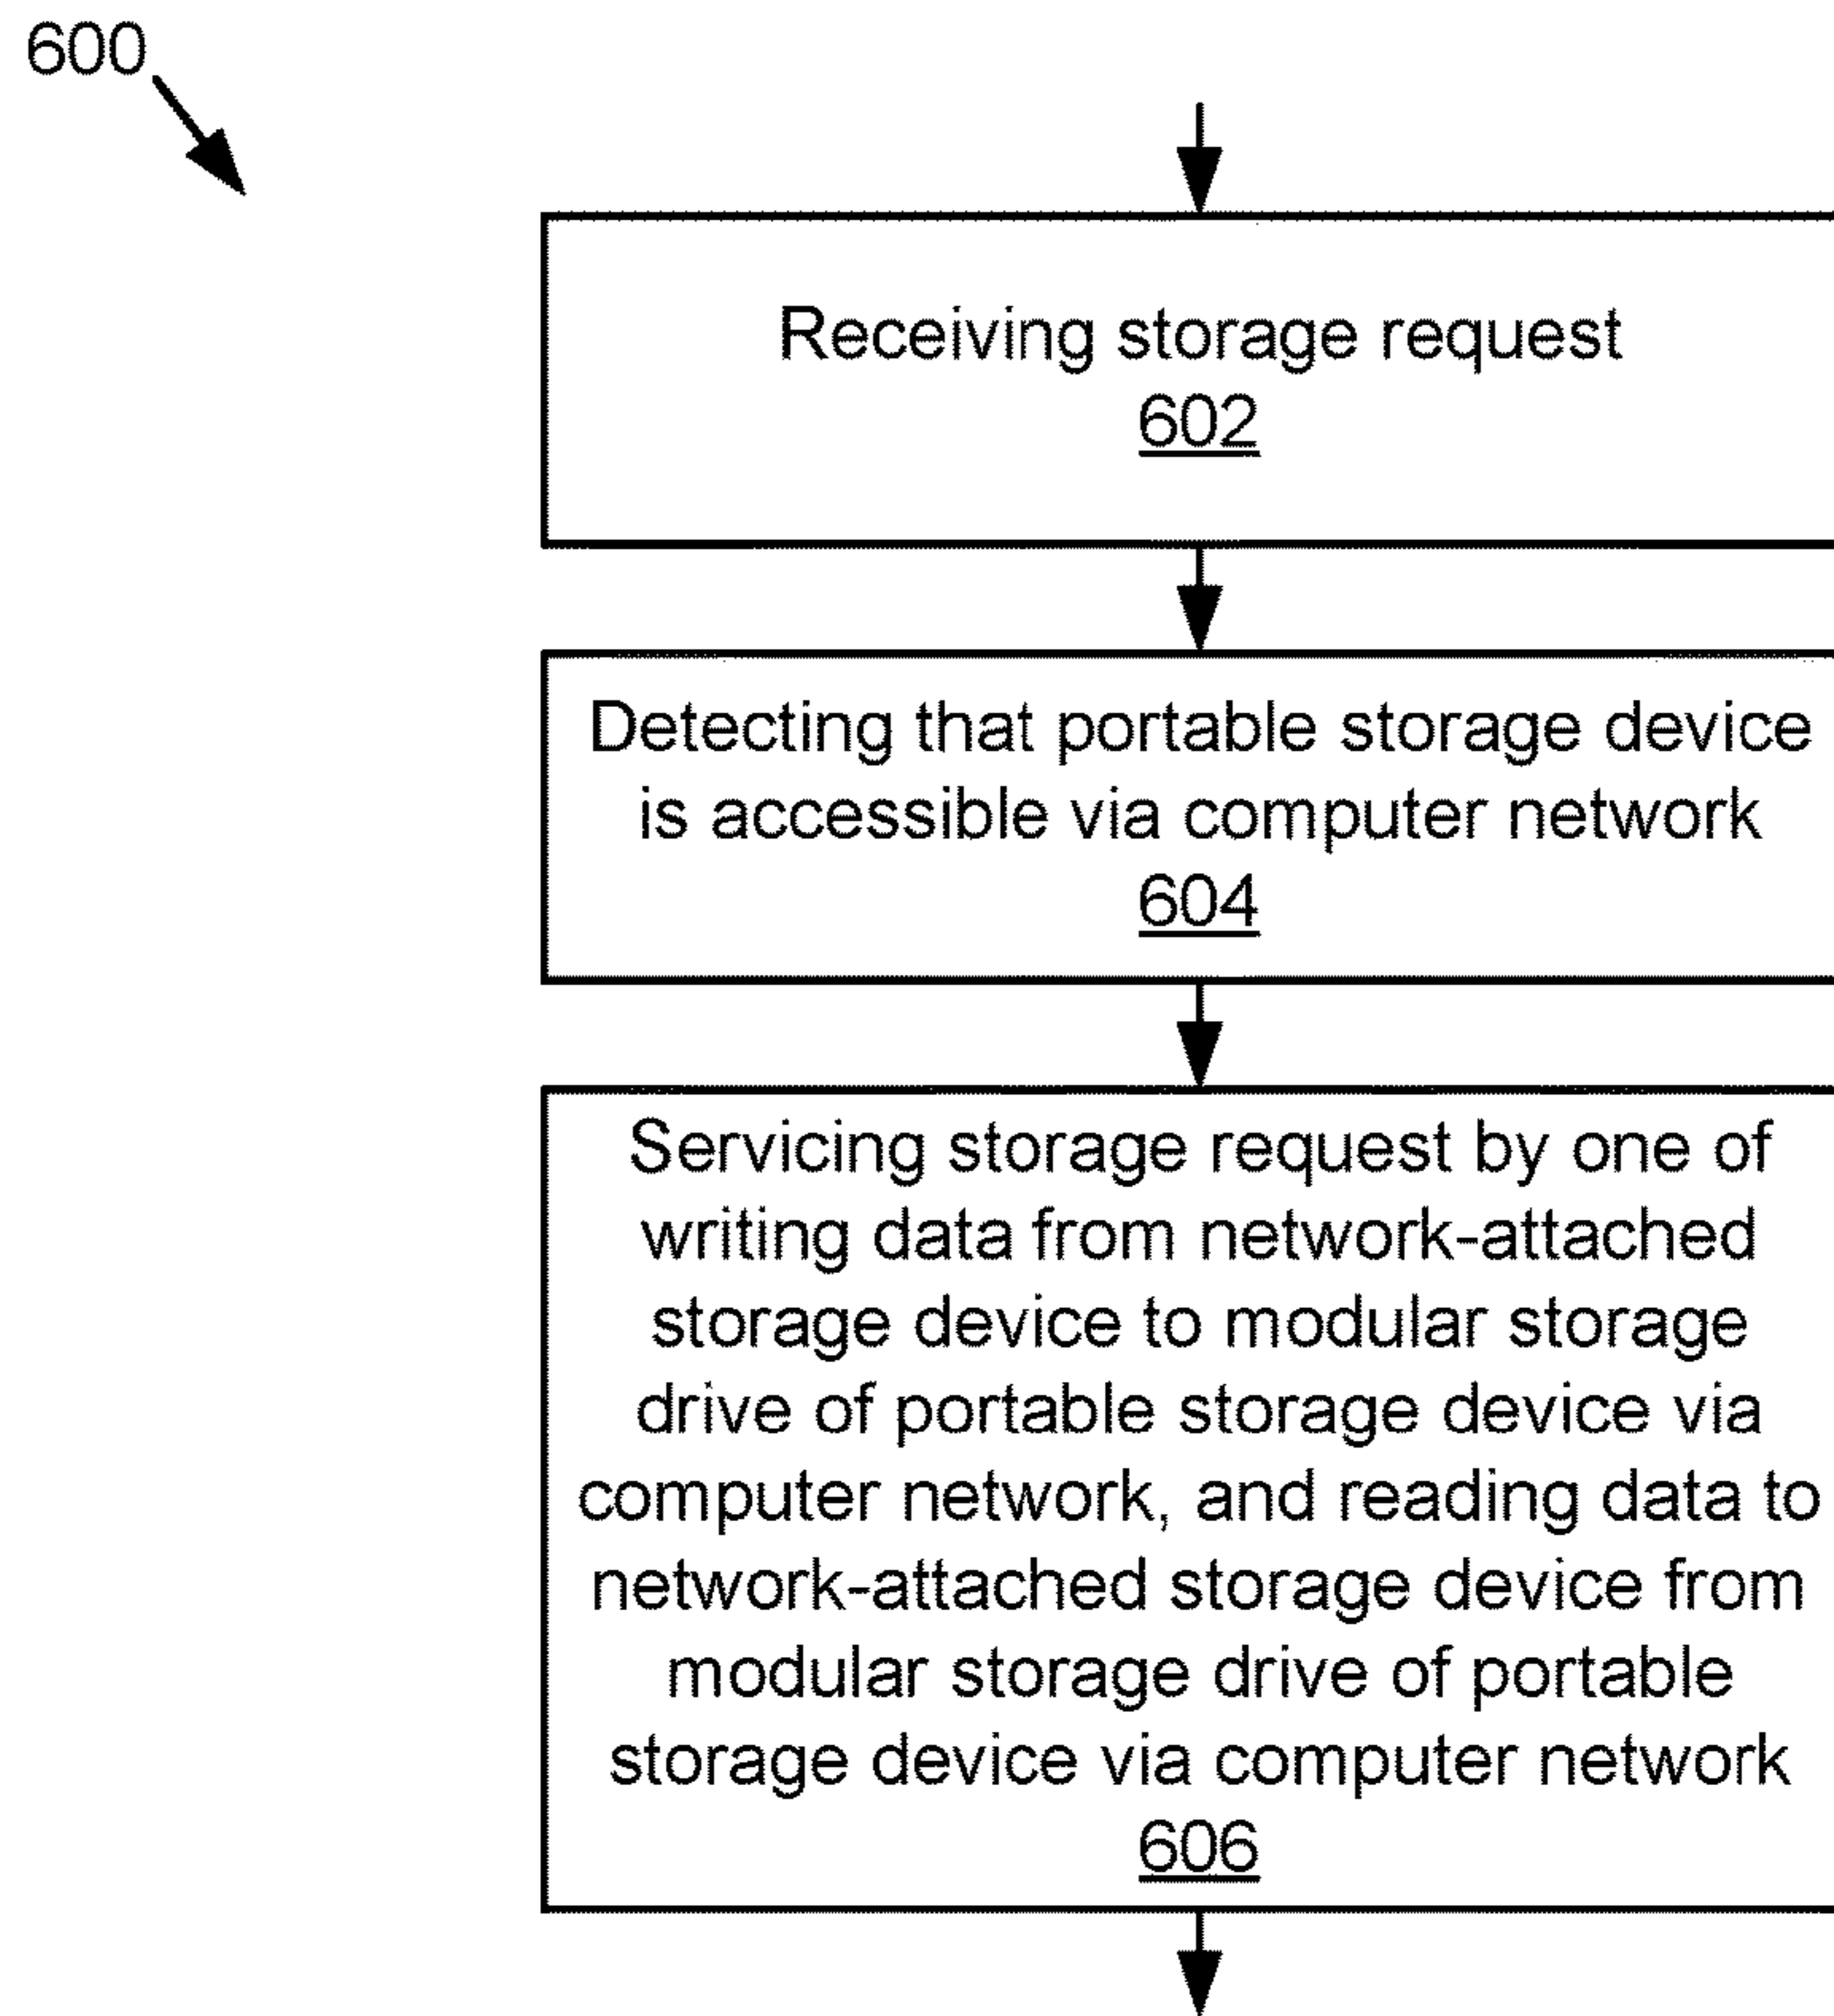 600
Receiving storage request
602
Detecting that portable storage device
is accessible via computer network
604
Servicing storage request by one of
writing data from network-attached
storage device to modular storage
drive of portable storage device via
computer network, and reading data to
network-attached storage device from
modular storage drive of portable
storage device via computer network
606